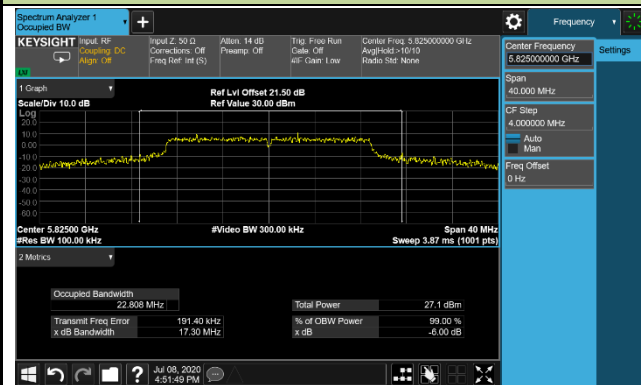 Spectrum Analyzer 1
Occupied BW
Frequency
KEYSIGHT
Input: RF
Coupling: DC
Align: Off
Input Z: 50 Ω
Corrections: Off
Freq Ref: Int (S)
Atten: 14 dB
Preamp: Off
Trig: Free Run
Gate: Off
#IF Gain: Low
Center Freq: 5.825000000 GHz
Avg|Hold:>10/10
Radio Std: None
Center Frequency
5.825000000 GHz
Settings
Span
40.000 MHz
CF Step
4.000000 MHz
Auto
Man
Freq Offset
0 Hz
1 Graph
Scale/Div 10.0 dB
Ref Lvl Offset 21.50 dB
Ref Value 30.00 dBm
Log
20.0
10.0
0.00
-10.0
-20.0
-30.0
-40.0
-50.0
-60.0
Center 5.82500 GHz
#Res BW 100.00 kHz
#Video BW 300.00 kHz
Span 40 MHz
Sweep 3.87 ms (1001 pts)
2 Metrics
Occupied Bandwidth
22.808 MHz
Total Power 27.1 dBm
Transmit Freq Error 191.40 kHz
% of OBW Power 99.00 %
x dB Bandwidth 17.30 MHz
x dB -6.00 dB
Jul 08, 2020
4:51:49 PM